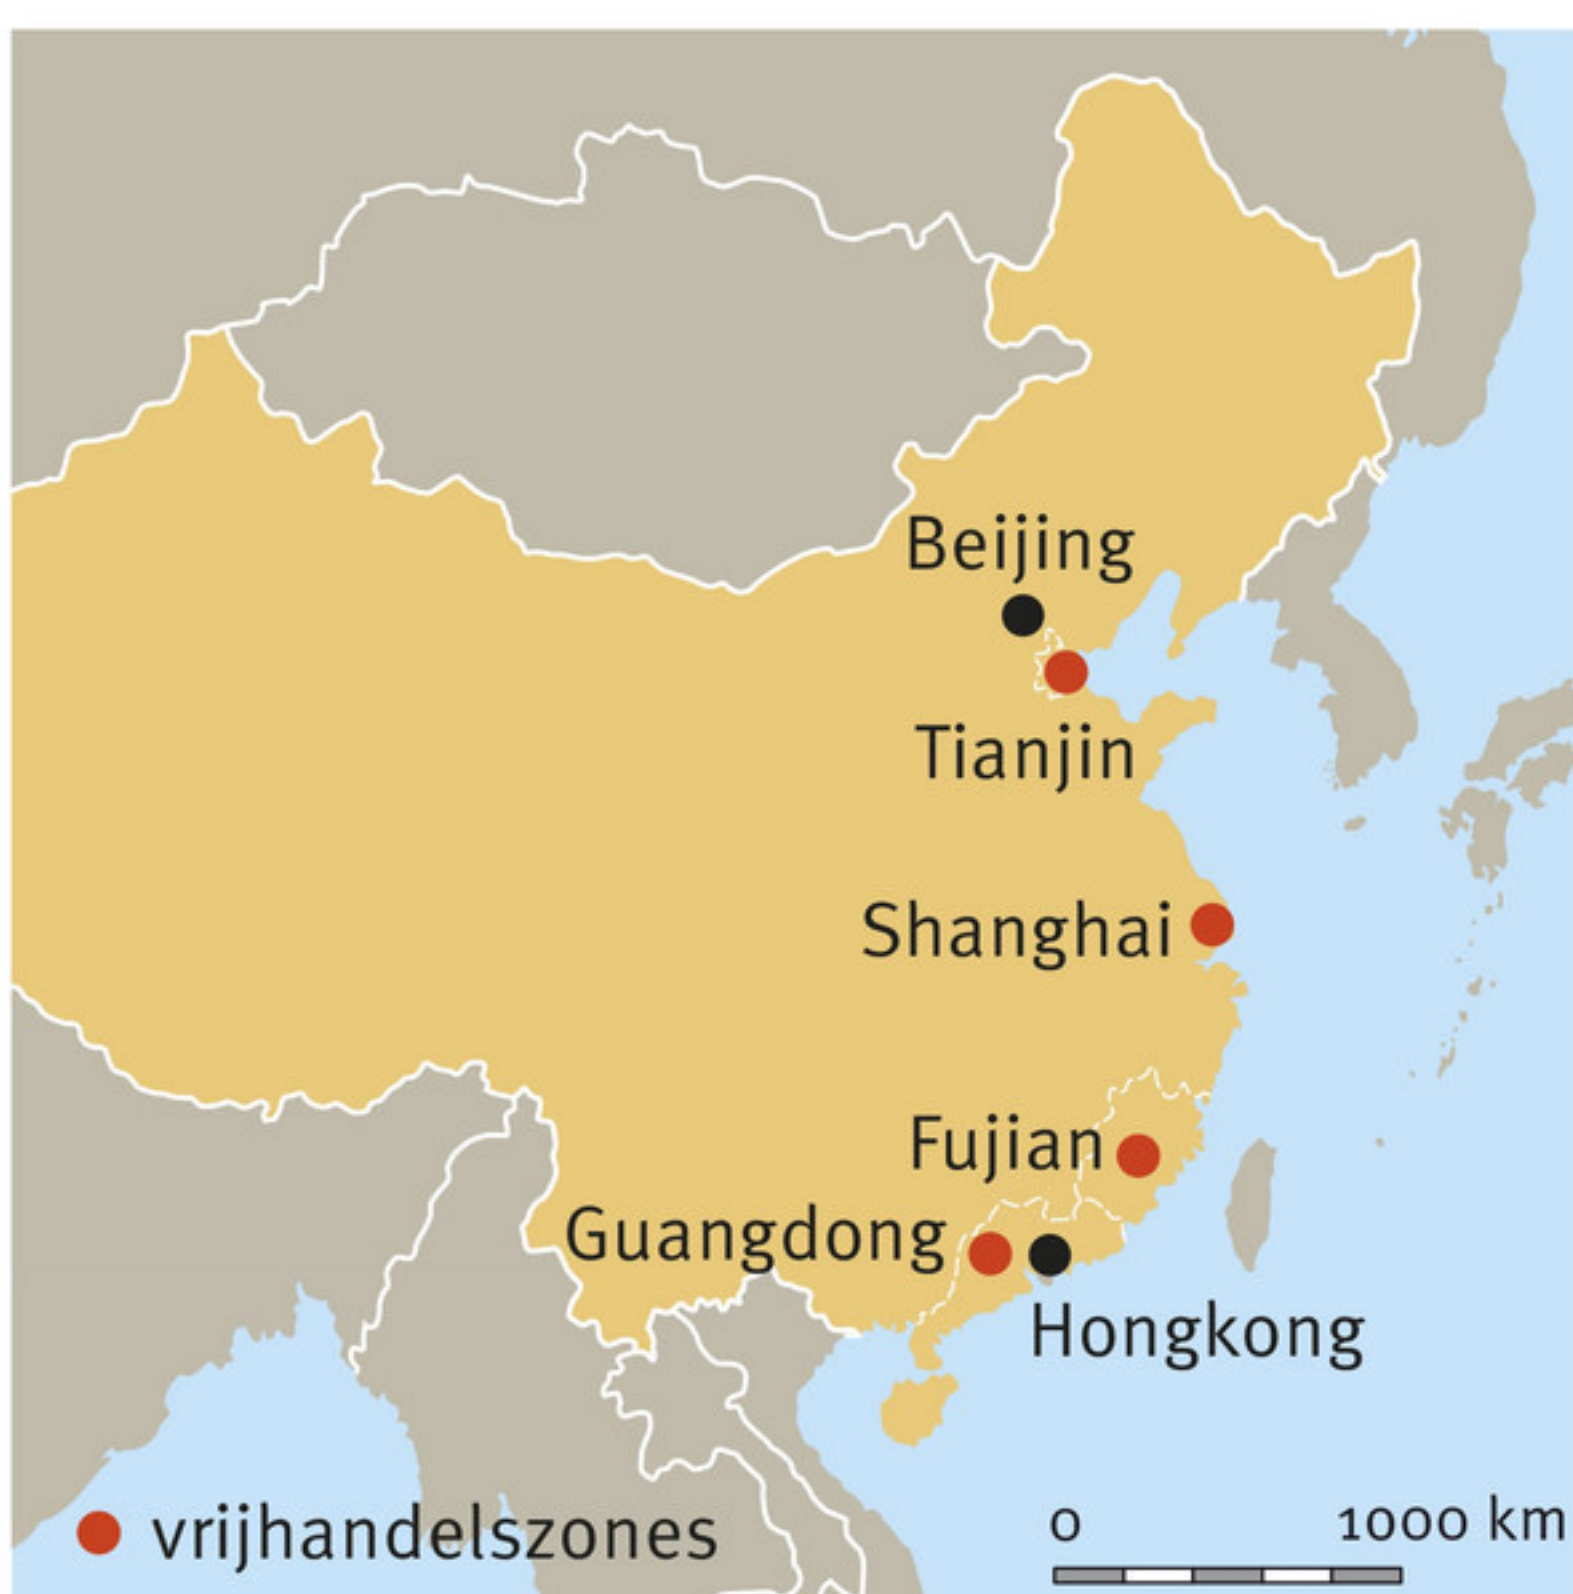 Beijing
Tianjin
Shanghai
Fujian
Guangdong
Hongkong
vrijhandelszones
0 1000 km